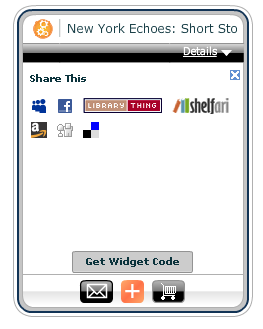 New York Echoes: Short Sto
Details
Share This
LIBRARY THING
shelfari
Get Widget Code